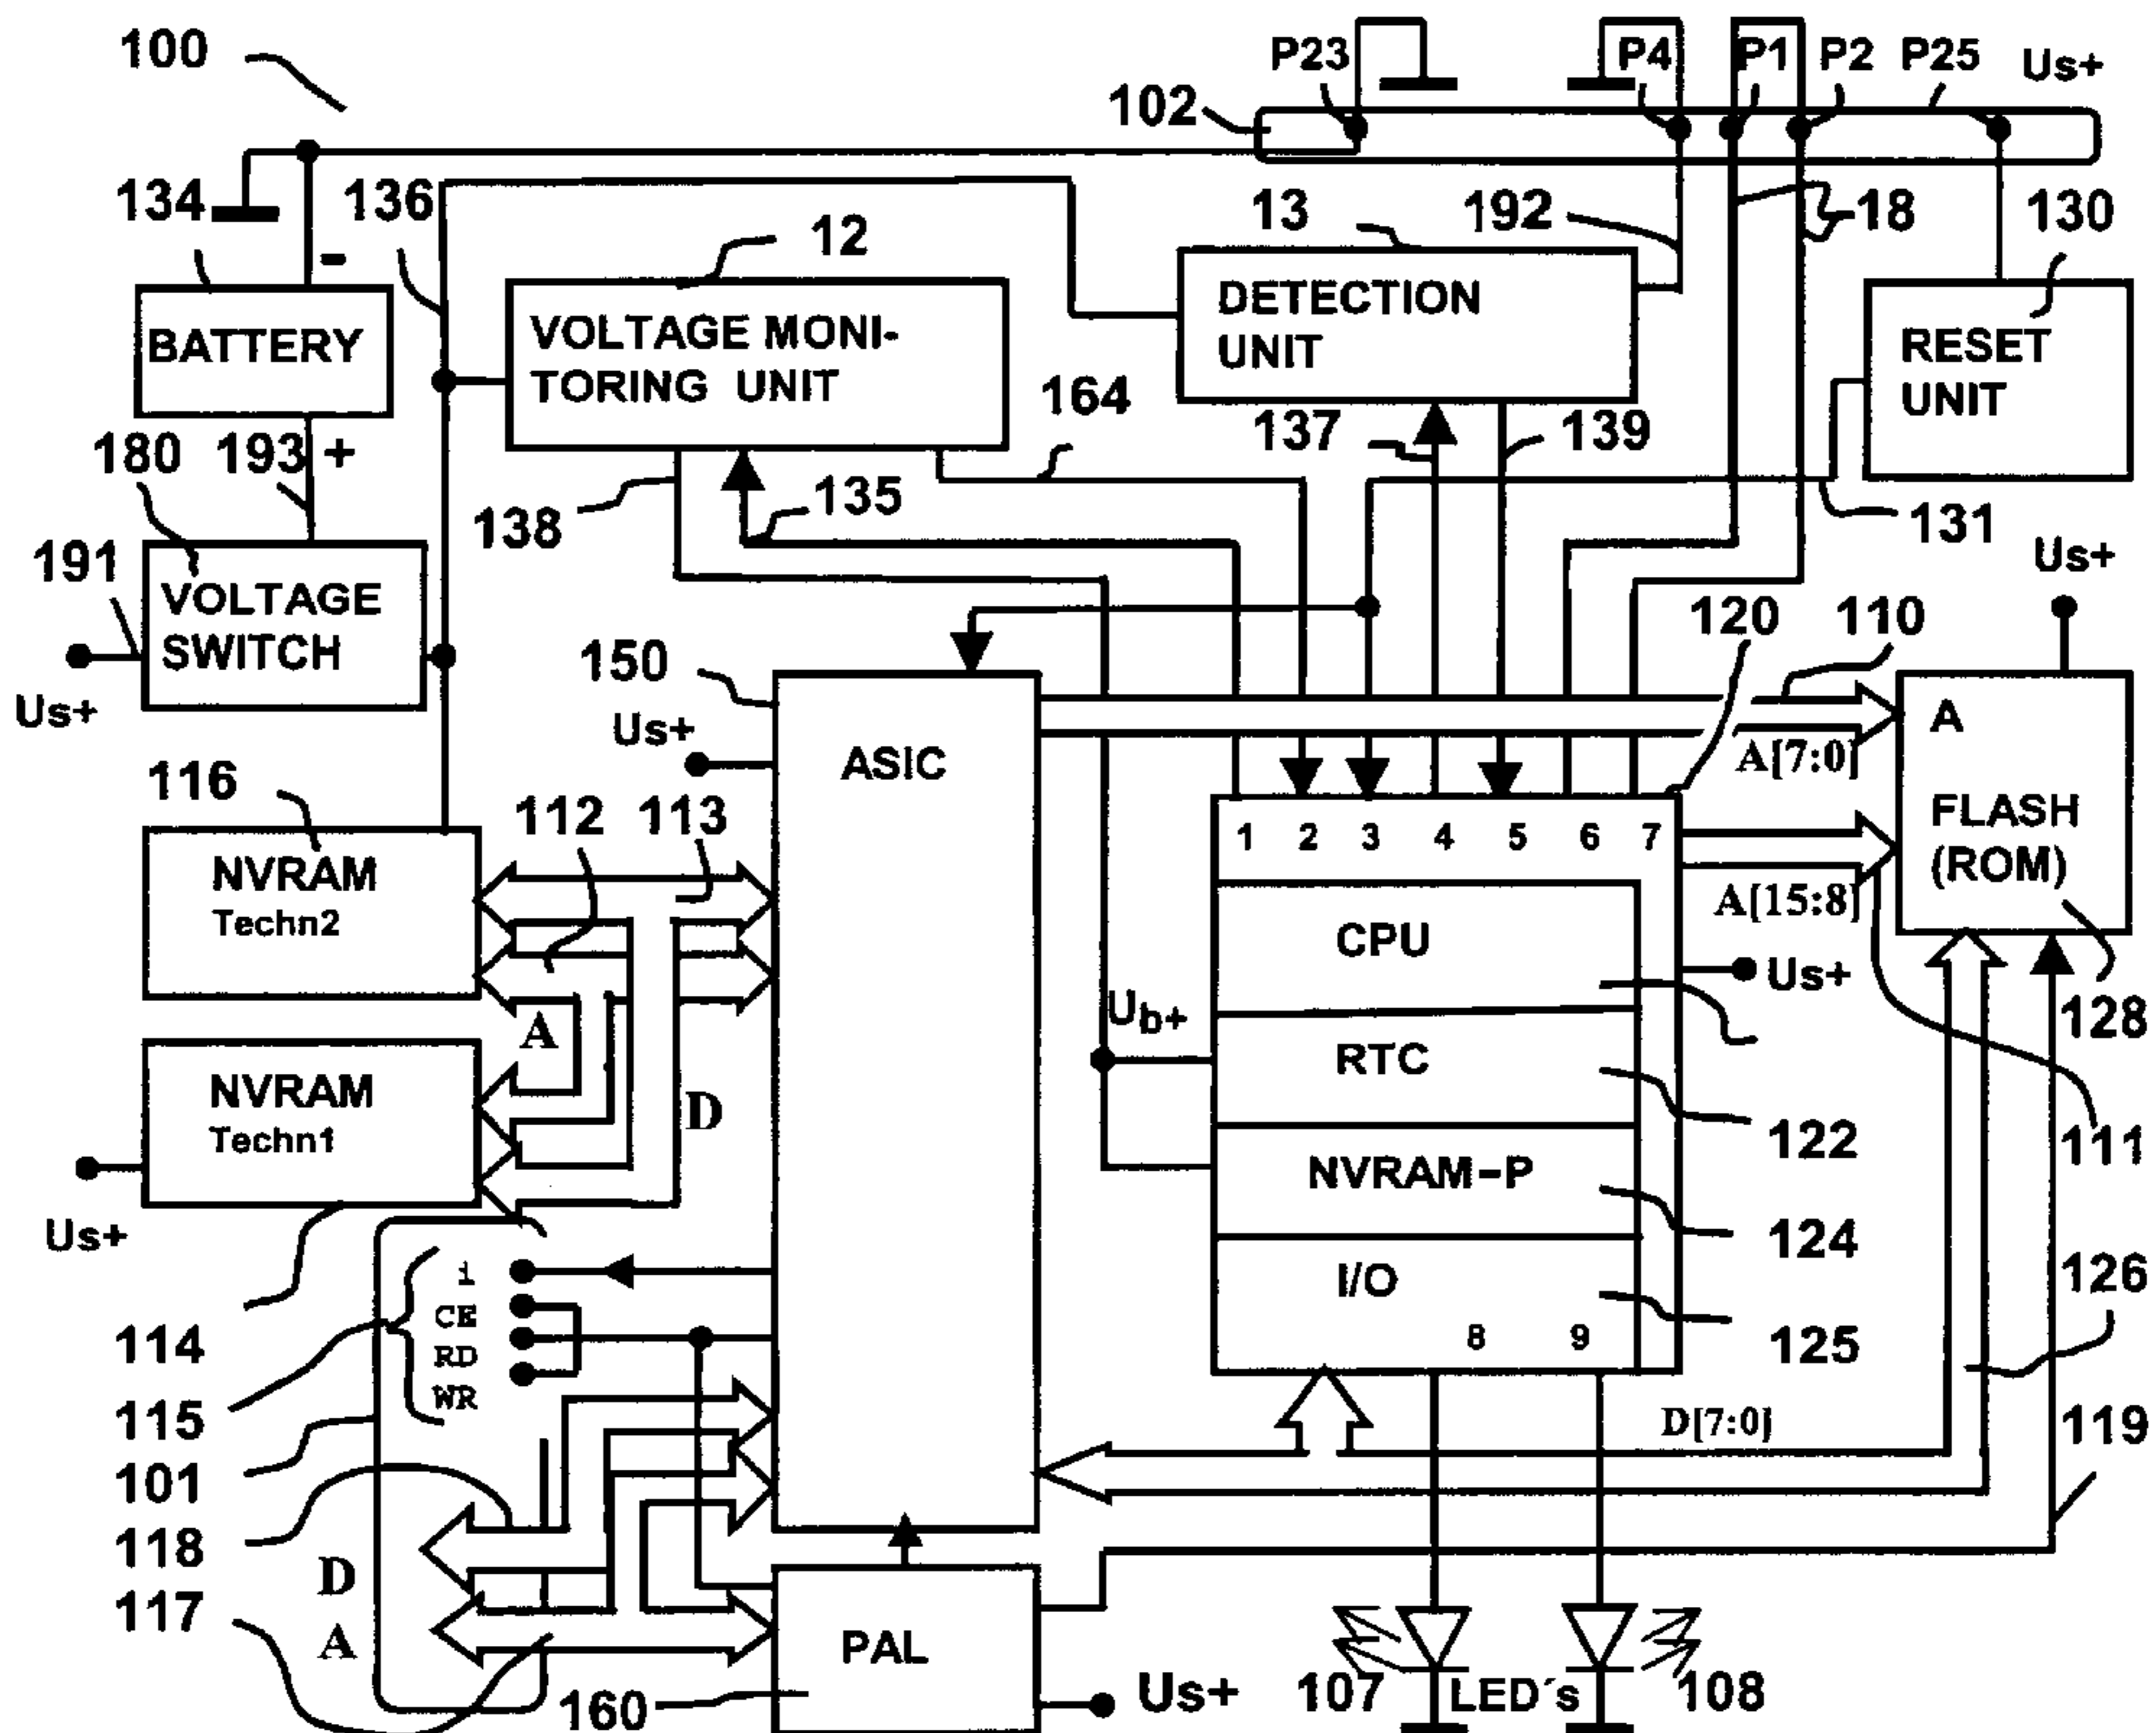 100
P23
P4
P1
P2
P25
Us+
102
134
136
12
13
192
18
130
-
BATTERY
VOLTAGE MONI-
TORING UNIT
DETECTION
UNIT
RESET
UNIT
164
180
193
+
137
139
138
135
131
191
VOLTAGE
SWITCH
Us+
Us+
120
110
150
Us+
ASIC
A
A[7:0]
116
112
113
1 2 3 4 5 6 7
FLASH
(ROM)
NVRAM
Techn2
A[15:8]
CPU
Us+
A
Ub+
128
NVRAM
Techn1
RTC
D
122
111
NVRAM-P
Us+
124
126
i
CE
RD
WR
I/O
114
8 9
125
115
D[7:0]
119
101
118
D
117
A
PAL
160
Us+
107
LED´s
108